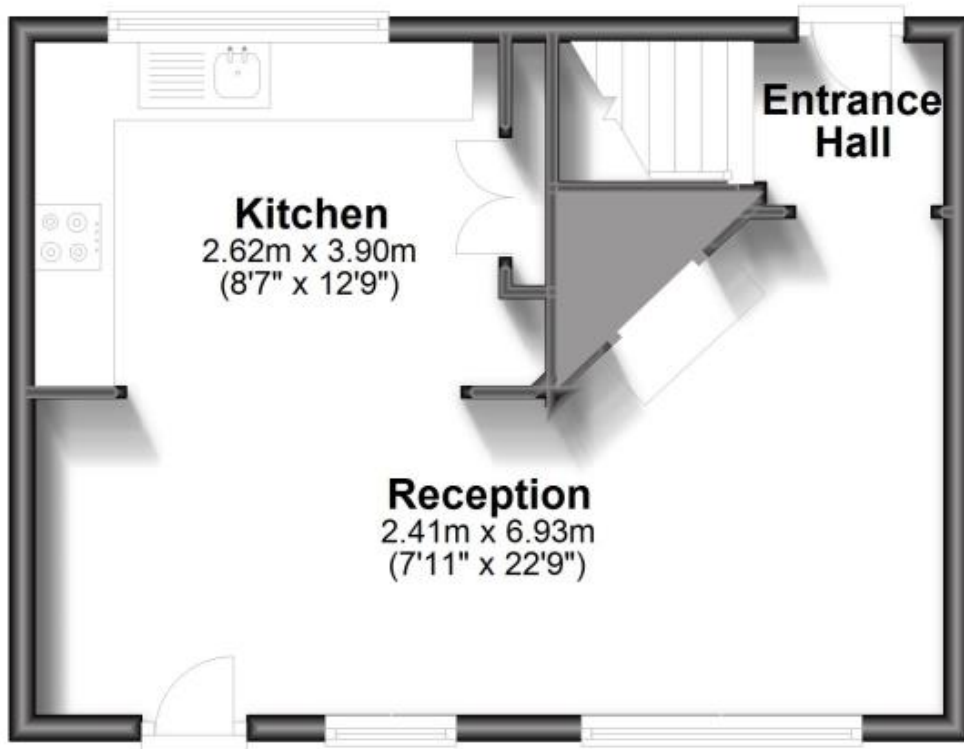 Entrance
Hall
Kitchen
2.62m x 3.90m
(8'7" x 12'9")
Reception
2.41m x 6.93m
(7'11" x 22'9")